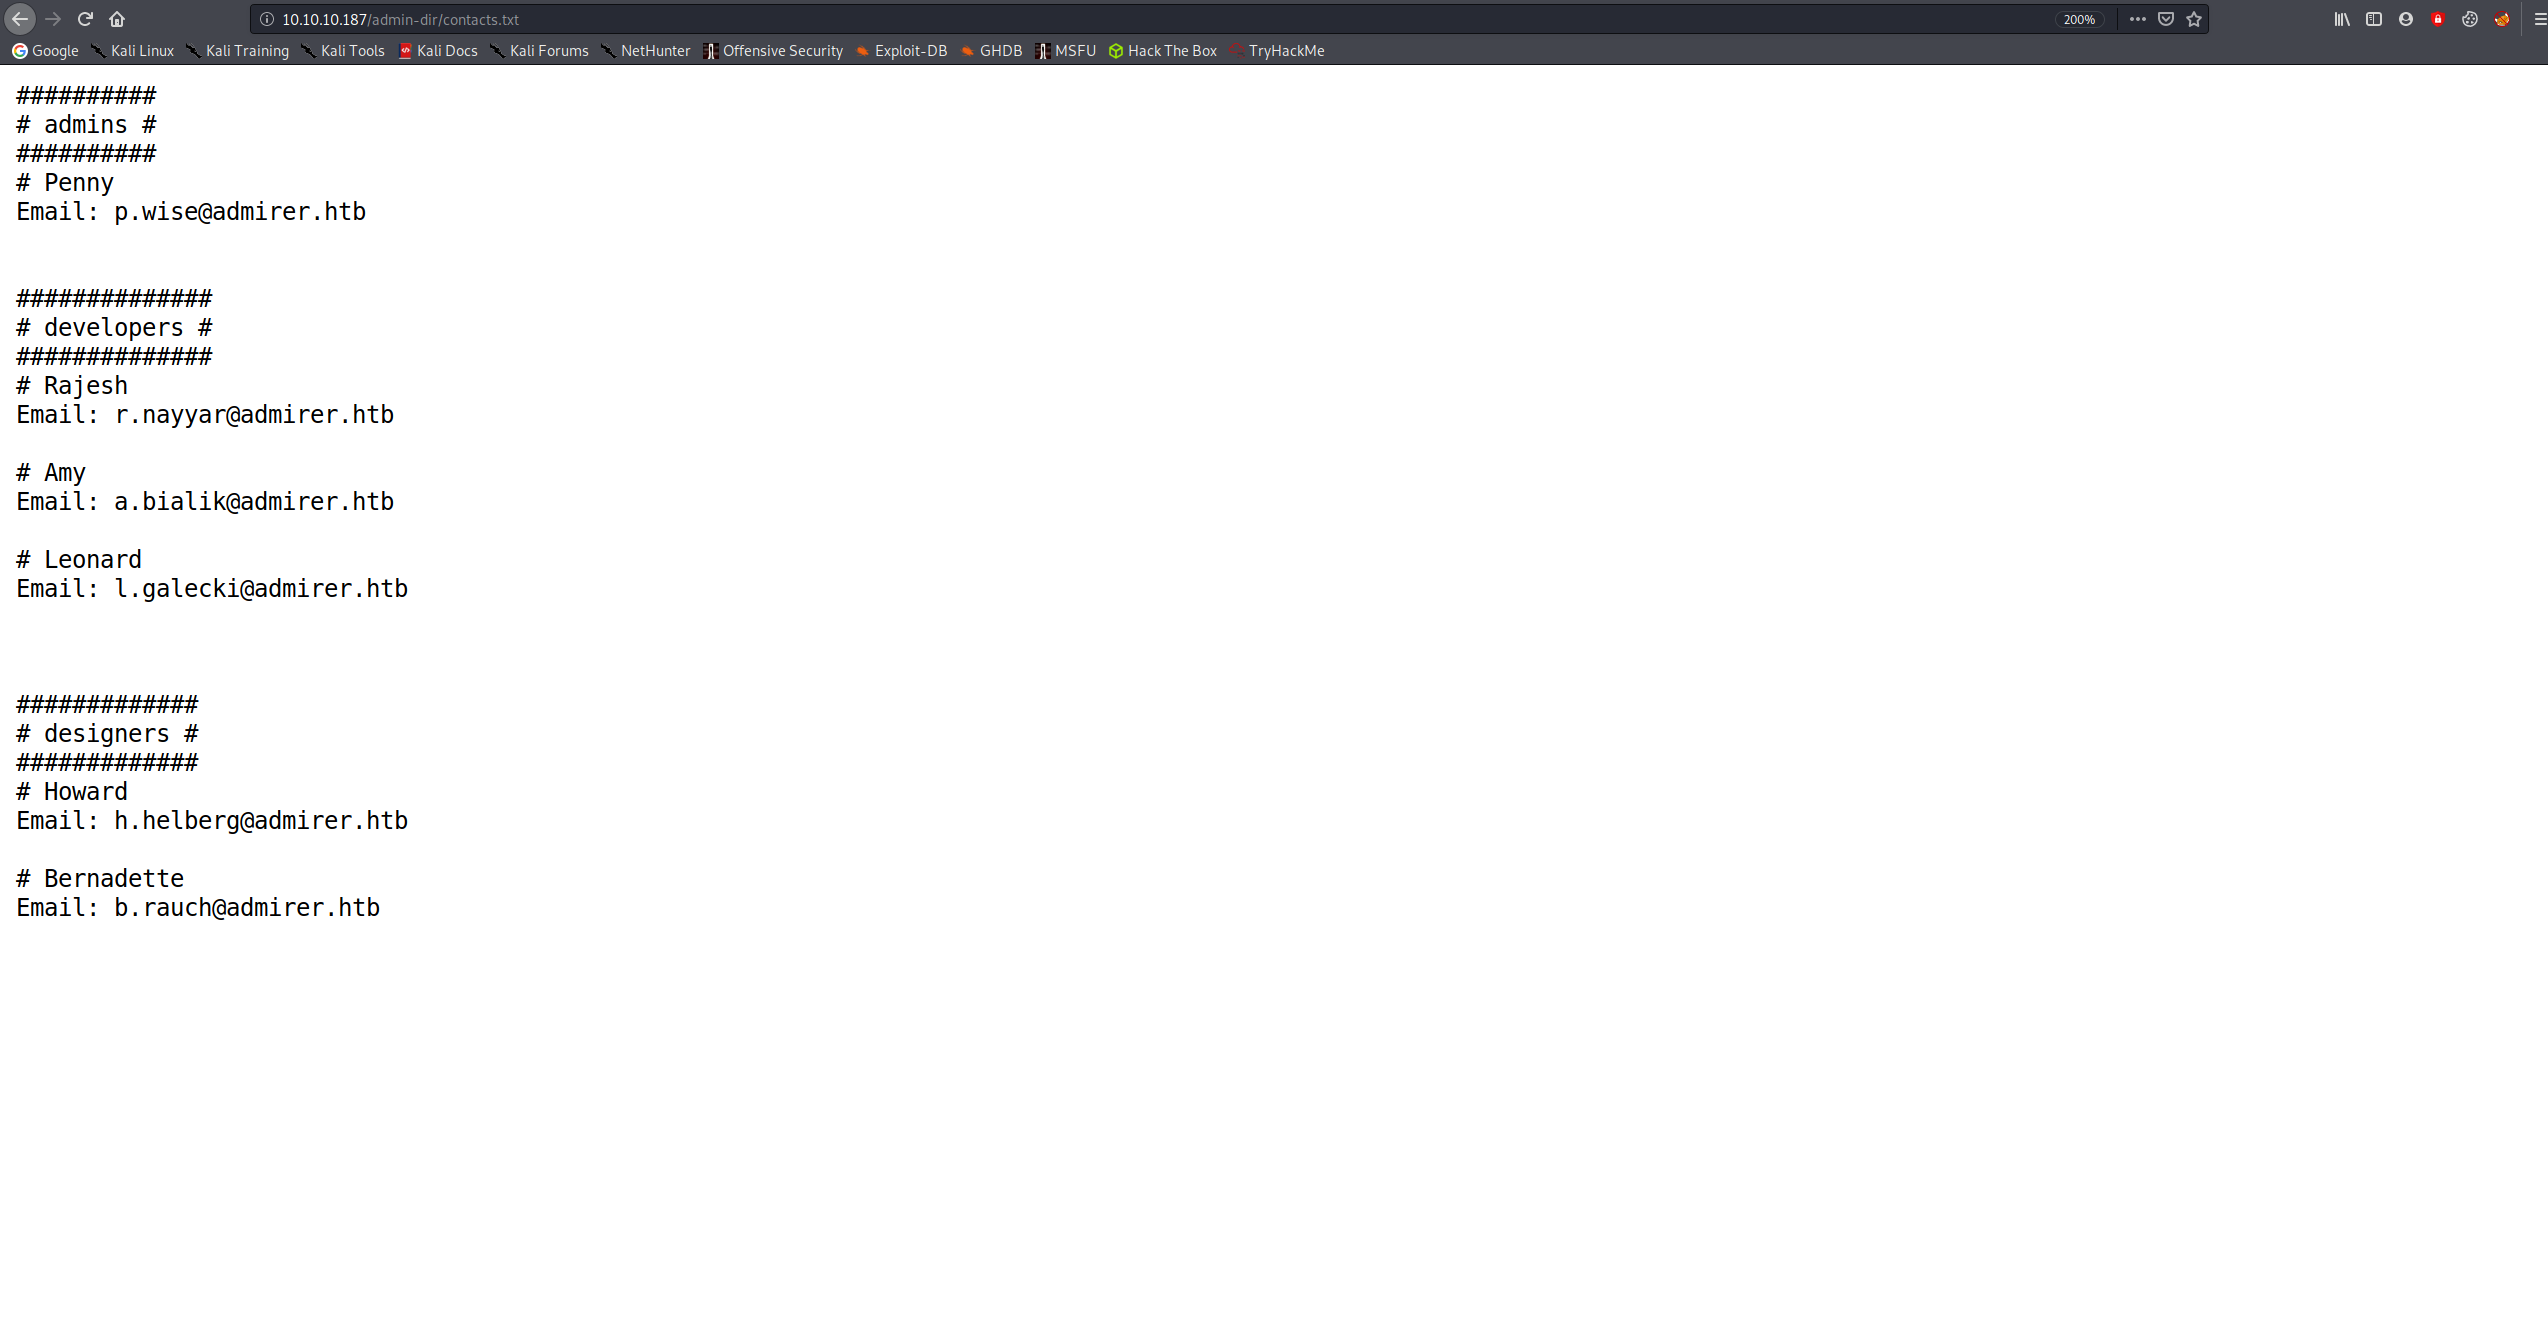 10.10.10.187/admin-dir/contacts.txt 200%
Google Kali Linux Kali Training Kali Tools Kali Docs Kali Forums NetHunter Offensive Security Exploit-DB GHDB MSFU Hack The Box TryHackMe
##########
# admins #
##########
# Penny
Email: p.wise@admirer.htb
##############
# developers #
##############
# Rajesh
Email: r.nayyar@admirer.htb
# Amy
Email: a.bialik@admirer.htb
# Leonard
Email: l.galecki@admirer.htb
#############
# designers #
#############
# Howard
Email: h.helberg@admirer.htb
# Bernadette
Email: b.rauch@admirer.htb